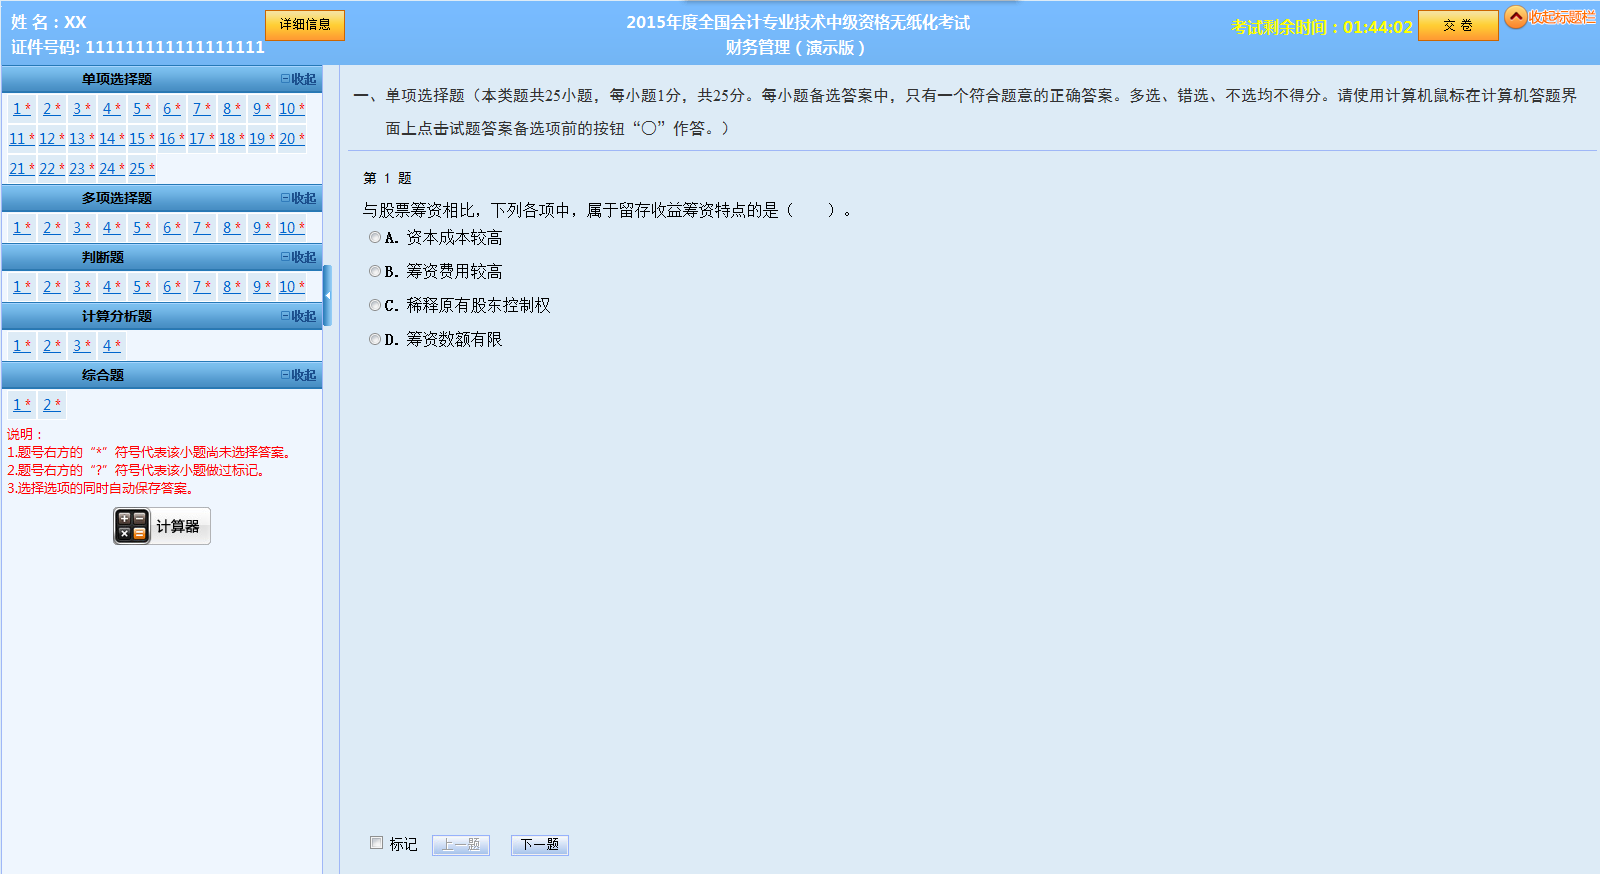 姓 名：XX
证件号码: 111111111111111111
详细信息
2015年度全国会计专业技术中级资格无纸化考试
财务管理（演示版）
考试剩余时间：01:44:02
交 卷
收起标题栏
单项选择题 收起
1 * 2 * 3 * 4 * 5 * 6 * 7 * 8 * 9 * 10 *
11 * 12 * 13 * 14 * 15 * 16 * 17 * 18 * 19 * 20 *
21 * 22 * 23 * 24 * 25 *
多项选择题 收起
1 * 2 * 3 * 4 * 5 * 6 * 7 * 8 * 9 * 10 *
判断题 收起
1 * 2 * 3 * 4 * 5 * 6 * 7 * 8 * 9 * 10 *
计算分析题 收起
1 * 2 * 3 * 4 *
综合题 收起
1 * 2 *
说明：
1.题号右方的“*”符号代表该小题尚未选择答案。
2.题号右方的“?”符号代表该小题做过标记。
3.选择选项的同时自动保存答案。
计算器
一、单项选择题（本类题共25小题，每小题1分，共25分。每小题备选答案中，只有一个符合题意的正确答案。多选、错选、不选均不得分。请使用计算机鼠标在计算机答题界
面上点击试题答案备选项前的按钮“〇”作答。）
第 1 题
与股票筹资相比，下列各项中，属于留存收益筹资特点的是（　　）。
A. 资本成本较高
B. 筹资费用较高
C. 稀释原有股东控制权
D. 筹资数额有限
标记 上一题 下一题